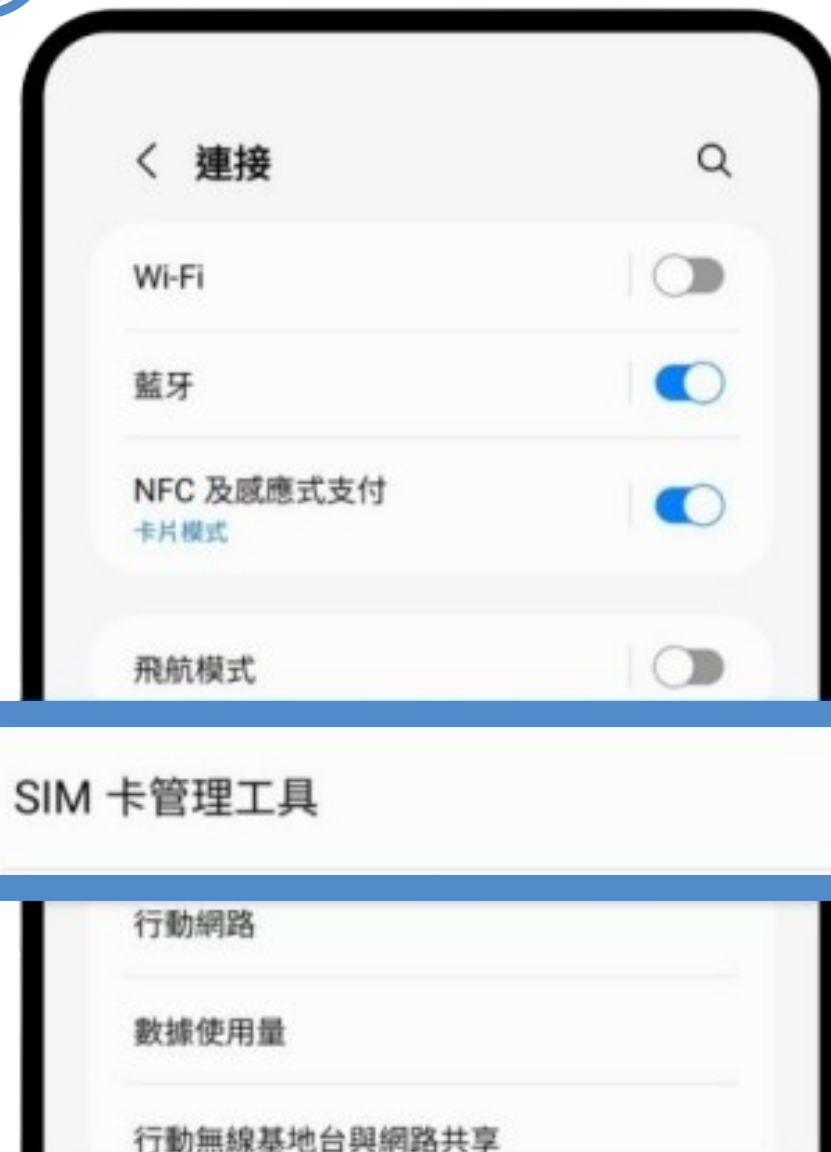 連接
Wi-Fi
藍牙
NFC 及感應式支付
卡片模式
飛航模式
SIM 卡管理工具
行動網路
數據使用量
行動無線基地台與網路共享